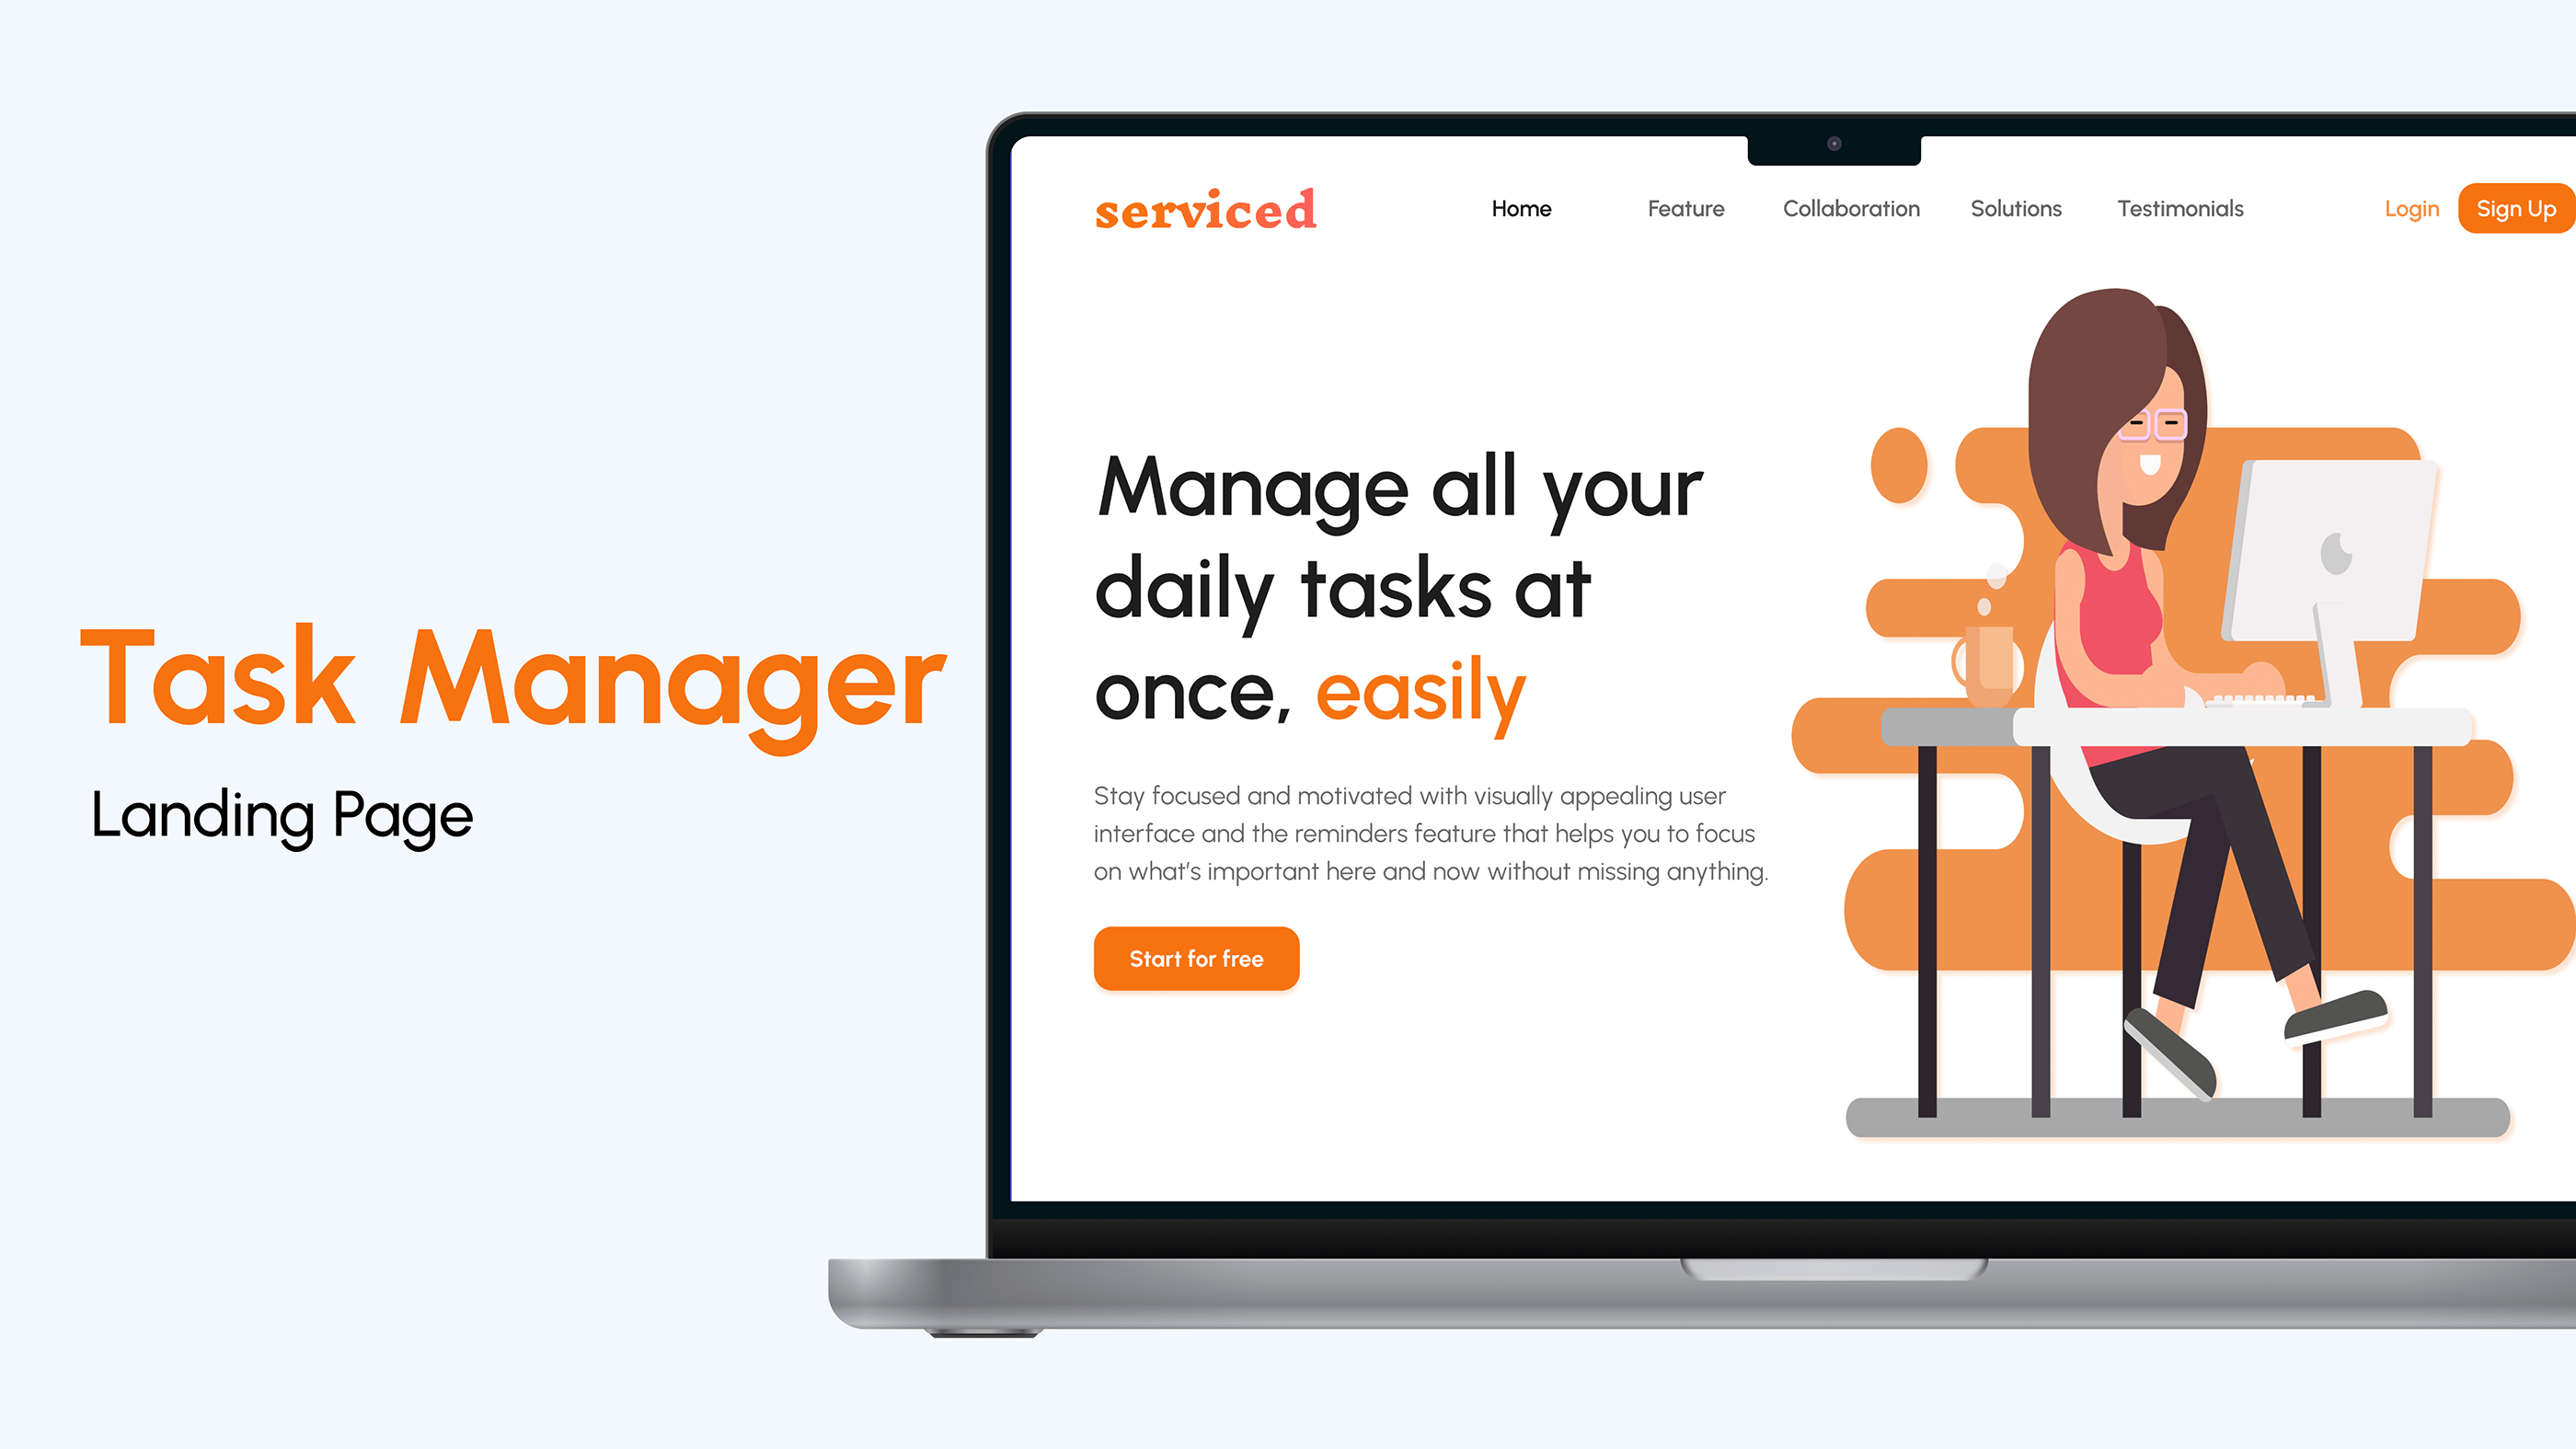 Task Manager
Landing Page
serviced
Home Feature Collaboration Solutions Testimonials Login Sign Up
Manage all your
daily tasks at
once, easily
Stay focused and motivated with visually appealing user
interface and the reminders feature that helps you to focus
on what's important here and now without missing anything.
Start for free